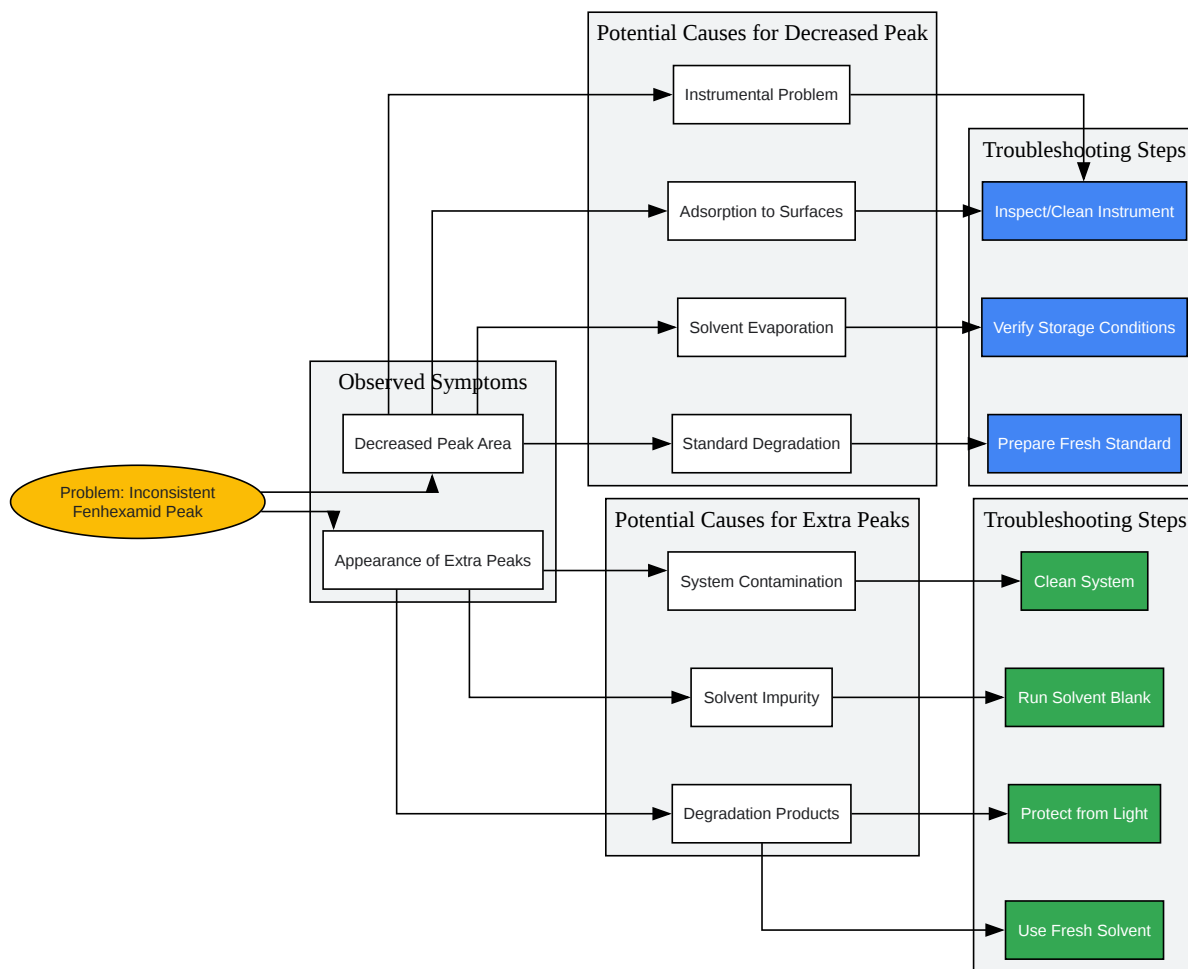 Potential Causes for Decreased Peak
Instrumental Problem
Troubleshooting Steps
Adsorption to Surfaces
Inspect/Clean Instrument
Solvent Evaporation
Verify Storage Conditions
Observed Symptoms
Decreased Peak Area
Standard Degradation
Prepare Fresh Standard
Problem: Inconsistent
Fenhexamid Peak
Potential Causes for Extra Peaks
Troubleshooting Steps
Appearance of Extra Peaks
System Contamination
Clean System
Solvent Impurity
Run Solvent Blank
Degradation Products
Protect from Light
Use Fresh Solvent